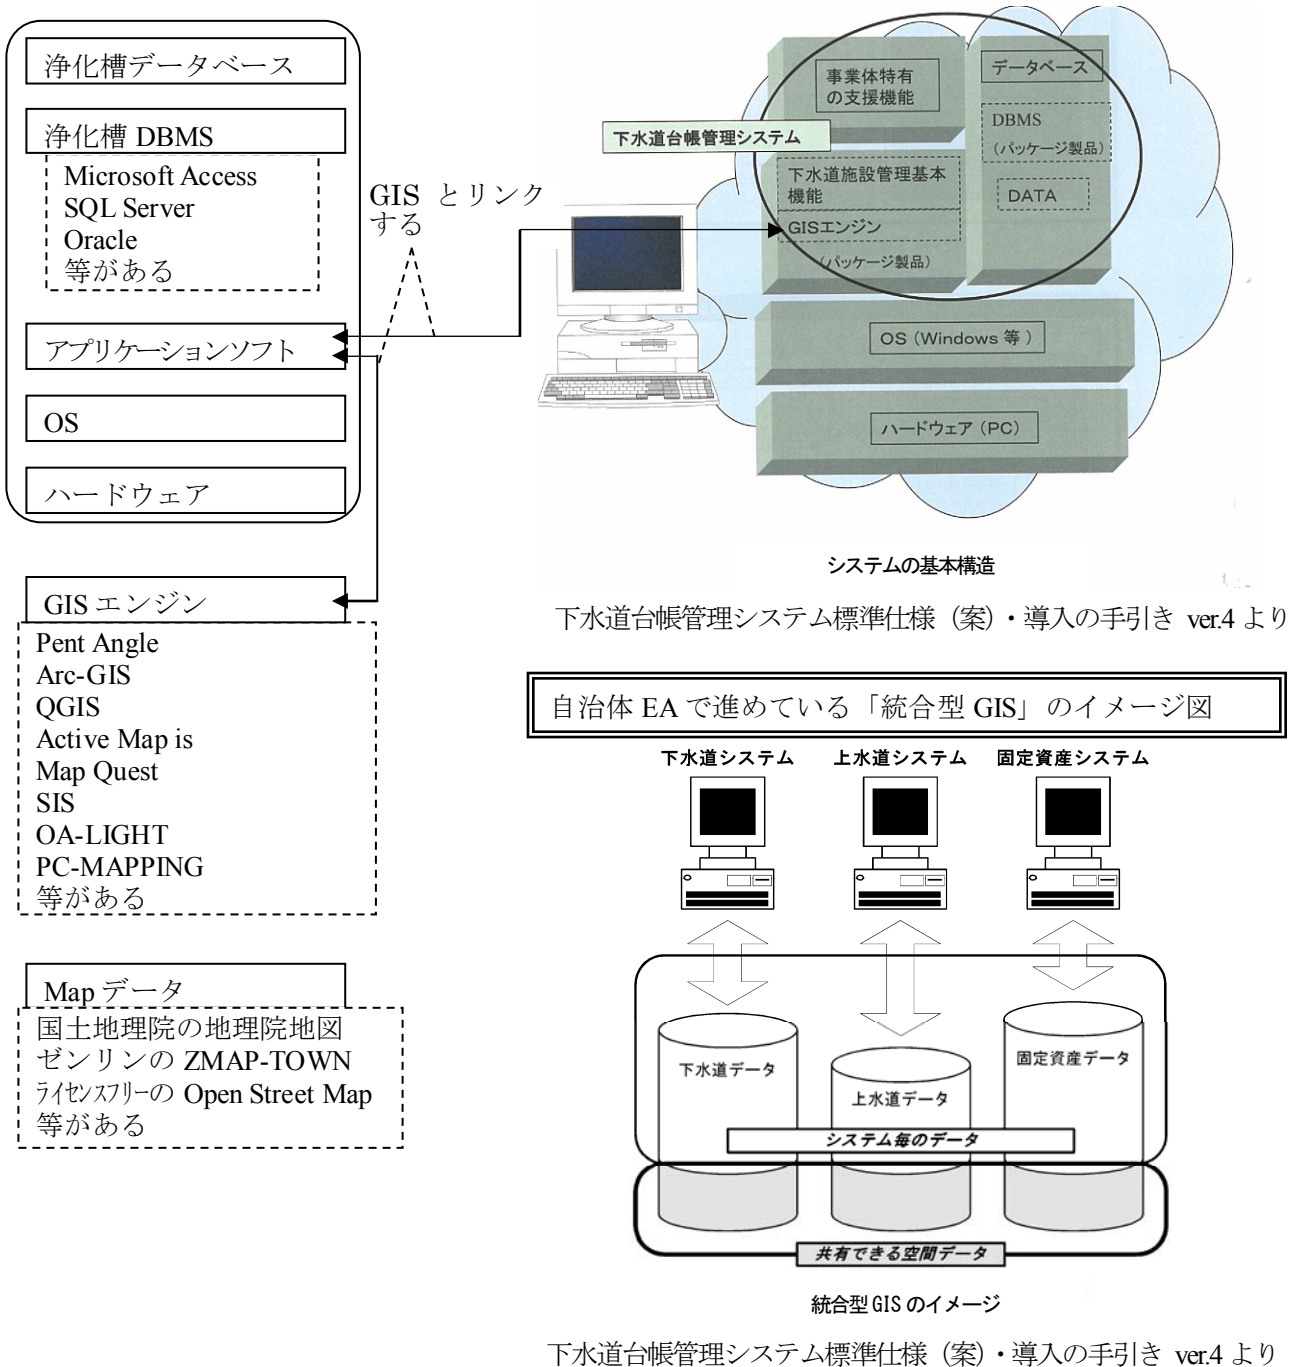 浄化槽データベース
浄化槽 DBMS
Microsoft Access
SQL Server
Oracle
等がある
アプリケーションソフト
OS
ハードウェア
GIS とリンク
する
GIS エンジン
Pent Angle
Arc-GIS
QGIS
Active Map is
Map Quest
SIS
OA-LIGHT
PC-MAPPING
等がある
Map データ
国土地理院の地理院地図
ゼンリンの ZMAP-TOWN
ライセンスフリーの Open Street Map
等がある
事業体特有
の支援機能
データベース
DBMS
(パッケージ製品)
DATA
下水道台帳管理システム
下水道施設管理基本
機能
GISエンジン
(パッケージ製品)
OS (Windows 等 )
ハードウェア (PC)
システムの基本構造
下水道台帳管理システム標準仕様(案)・導入の手引き ver.4 より
自治体 EA で進めている「統合型 GIS」のイメージ図
下水道システム
上水道システム
固定資産システム
下水道データ
上水道データ
固定資産データ
システム毎のデータ
共有できる空間データ
統合型 GIS のイメージ
下水道台帳管理システム標準仕様(案)・導入の手引き ver.4 より